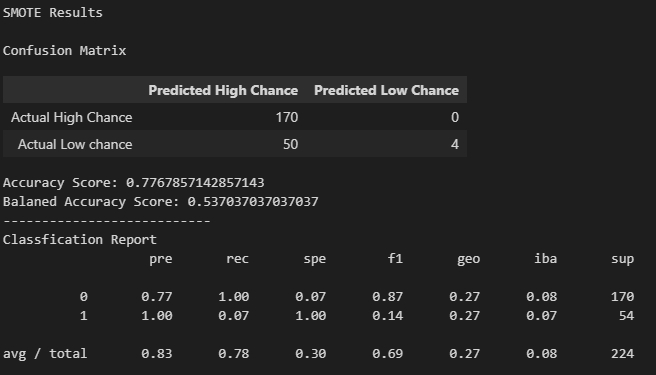 SMOTE Results
Confusion Matrix
Predicted High Chance Predicted Low Chance
Actual High Chance 170 0
Actual Low chance 50 4
Accuracy Score: 0.7767857142857143
Balaned Accuracy Score: 0.537037037037037
---------------------------
Classfication Report
pre rec spe f1 geo iba sup
0 0.77 1.00 0.07 0.87 0.27 0.08 170
1 1.00 0.07 1.00 0.14 0.27 0.07 54
avg / total 0.83 0.78 0.30 0.69 0.27 0.08 224